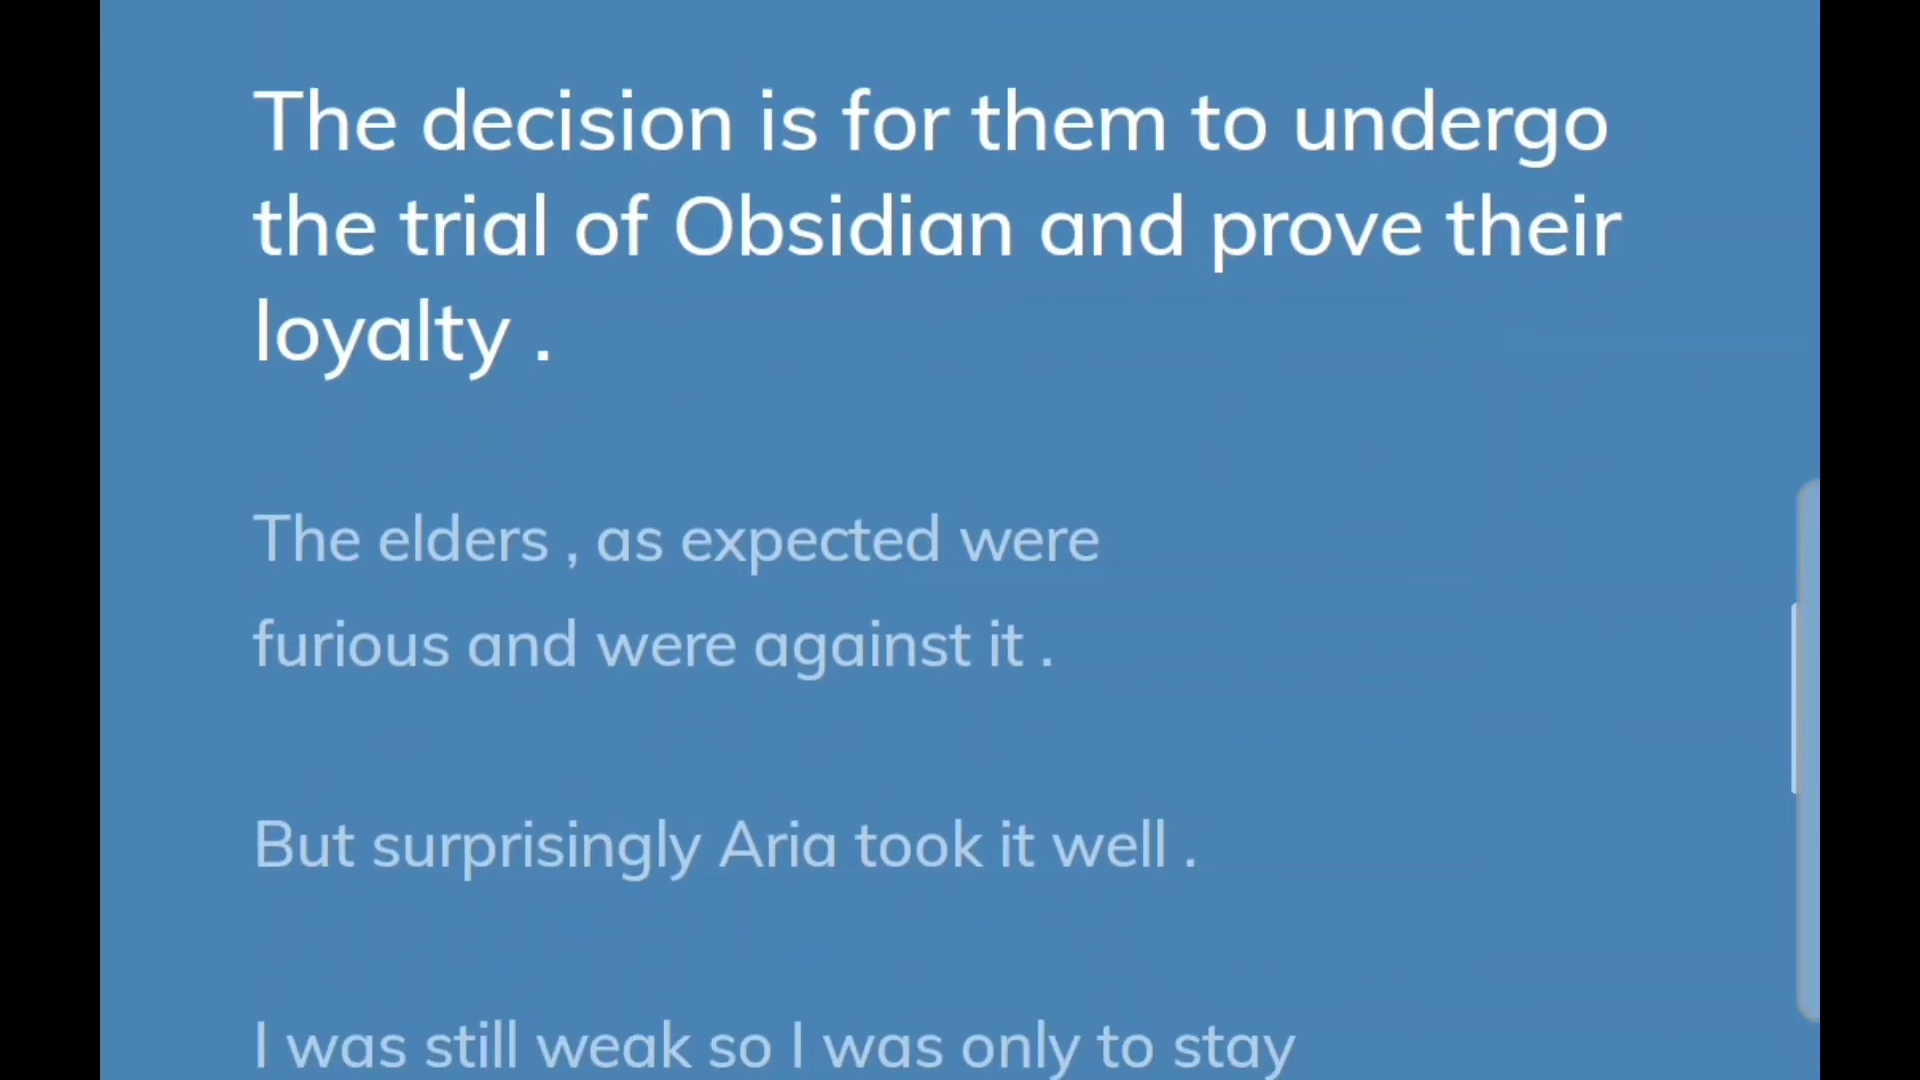 The decision is for them to undergo
the trial of Obsidian and prove their
loyalty .
The elders , as expected were
furious and were against it .
But surprisingly Aria took it well .
I was still weak so I was only to stay